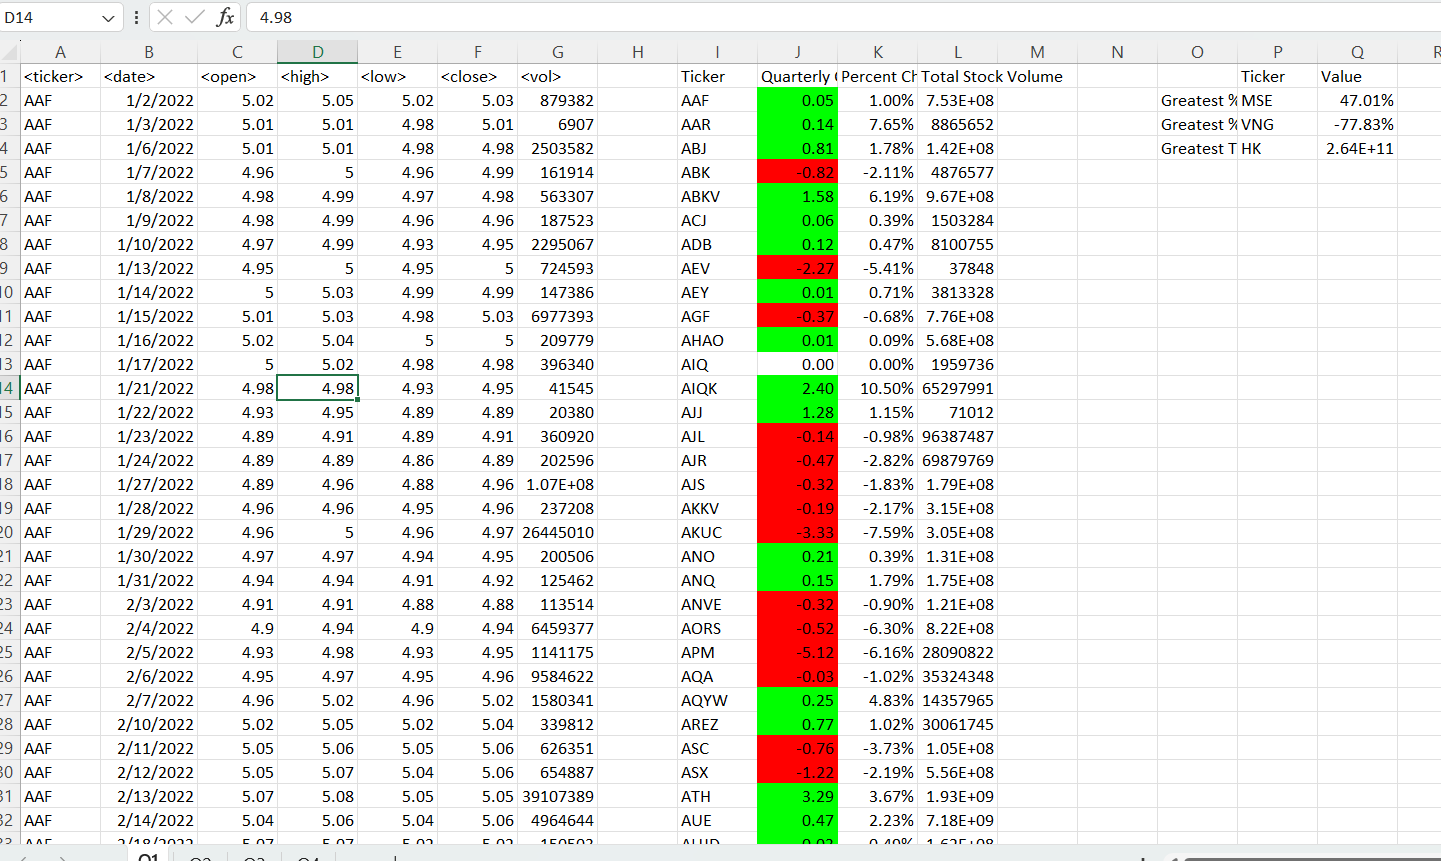 D14 fx 4.98
A B C D E F G H I J K L M N O P Q R
1 <ticker> <date> <open> <high> <low> <close> <vol> Ticker Quarterly Percent Ch Total Stock Volume Ticker Value
2 AAF 1/2/2022 5.02 5.05 5.02 5.03 879382 AAF 0.05 1.00% 7.53E+08 Greatest % MSE 47.01%
3 AAF 1/3/2022 5.01 5.01 4.98 5.01 6907 AAR 0.14 7.65% 8865652 Greatest % VNG -77.83%
4 AAF 1/6/2022 5.01 5.01 4.98 4.98 2503582 ABJ 0.81 1.78% 1.42E+08 Greatest T HK 2.64E+11
5 AAF 1/7/2022 4.96 5 4.96 4.99 161914 ABK -0.82 -2.11% 4876577
6 AAF 1/8/2022 4.98 4.99 4.97 4.98 563307 ABKV 1.58 6.19% 9.67E+08
7 AAF 1/9/2022 4.98 4.99 4.96 4.96 187523 ACJ 0.06 0.39% 1503284
8 AAF 1/10/2022 4.97 4.99 4.93 4.95 2295067 ADB 0.12 0.47% 8100755
9 AAF 1/13/2022 4.95 5 4.95 5 724593 AEV -2.27 -5.41% 37848
10 AAF 1/14/2022 5 5.03 4.99 4.99 147386 AEY 0.01 0.71% 3813328
11 AAF 1/15/2022 5.01 5.03 4.98 5.03 6977393 AGF -0.37 -0.68% 7.76E+08
12 AAF 1/16/2022 5.02 5.04 5 5 209779 AHAO 0.01 0.09% 5.68E+08
13 AAF 1/17/2022 5 5.02 4.98 4.98 396340 AIQ 0.00 0.00% 1959736
14 AAF 1/21/2022 4.98 4.98 4.93 4.95 41545 AIQK 2.40 10.50% 65297991
15 AAF 1/22/2022 4.93 4.95 4.89 4.89 20380 AJJ 1.28 1.15% 71012
16 AAF 1/23/2022 4.89 4.91 4.89 4.91 360920 AJL -0.14 -0.98% 96387487
17 AAF 1/24/2022 4.89 4.89 4.86 4.89 202596 AJR -0.47 -2.82% 69879769
18 AAF 1/27/2022 4.89 4.96 4.88 4.96 1.07E+08 AJS -0.32 -1.83% 1.79E+08
19 AAF 1/28/2022 4.96 4.96 4.95 4.96 237208 AKKV -0.19 -2.17% 3.15E+08
20 AAF 1/29/2022 4.96 5 4.96 4.97 26445010 AKUC -3.33 -7.59% 3.05E+08
21 AAF 1/30/2022 4.97 4.97 4.94 4.95 200506 ANO 0.21 0.39% 1.31E+08
22 AAF 1/31/2022 4.94 4.94 4.91 4.92 125462 ANQ 0.15 1.79% 1.75E+08
23 AAF 2/3/2022 4.91 4.91 4.88 4.88 113514 ANVE -0.32 -0.90% 1.21E+08
24 AAF 2/4/2022 4.9 4.94 4.9 4.94 6459377 AORS -0.52 -6.30% 8.22E+08
25 AAF 2/5/2022 4.93 4.98 4.93 4.95 1141175 APM -5.12 -6.16% 28090822
26 AAF 2/6/2022 4.95 4.97 4.95 4.96 9584622 AQA -0.03 -1.02% 35324348
27 AAF 2/7/2022 4.96 5.02 4.96 5.02 1580341 AQYW 0.25 4.83% 14357965
28 AAF 2/10/2022 5.02 5.05 5.02 5.04 339812 AREZ 0.77 1.02% 30061745
29 AAF 2/11/2022 5.05 5.06 5.05 5.06 626351 ASC -0.76 -3.73% 1.05E+08
30 AAF 2/12/2022 5.05 5.07 5.04 5.06 654887 ASX -1.22 -2.19% 5.56E+08
31 AAF 2/13/2022 5.07 5.08 5.05 5.05 39107389 ATH 3.29 3.67% 1.93E+09
32 AAF 2/14/2022 5.04 5.06 5.04 5.06 4964644 AUE 0.47 2.23% 7.18E+09
Q1 Q2 Q3 Q4